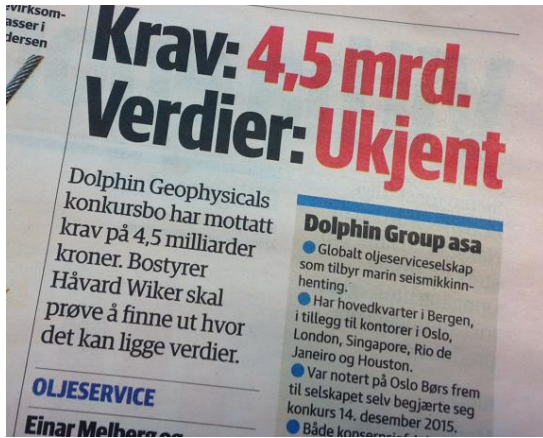 evirksom-
asser i
dersen
Krav: 4,5 mrd.
Verdier: Ukjent
Dolphin Geophysicals
konkursbo har mottatt
krav på 4,5 milliarder
kroner. Bostyrer
Håvard Wiker skal
prøve å finne ut hvor
det kan ligge verdier.
OLJESERVICE
Einar Melberg og
Dolphin Group asa
Globalt oljeserviceselskap
som tilbyr marin seismikkinn-
henting.
Har hovedkvarter i Bergen,
i tillegg til kontorer i Oslo,
London, Singapore, Rio de
Janeiro og Houston.
Var notert på Oslo Børs frem
til selskapet selv begjærte seg
konkurs 14. desember 2015.
Både